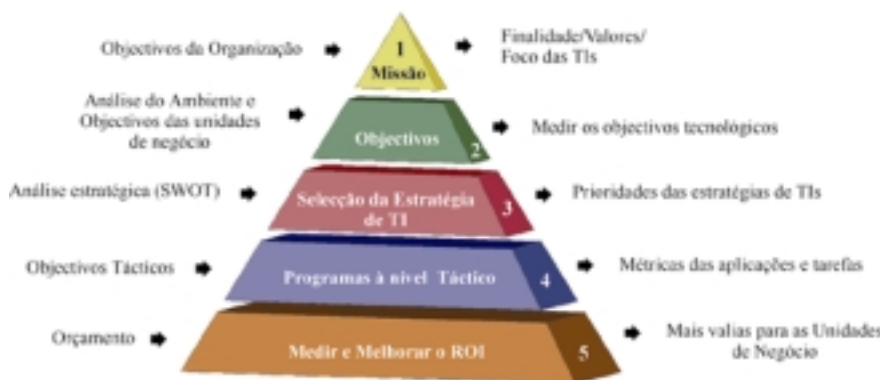 Objectivos da Organização
1
Missão
Finalidade/Valores/
Foco das TIs
Análise do Ambiente e
Objectivos das unidades
de negócio
Objectivos
2
Medir os objectivos tecnológicos
Análise estratégica (SWOT)
Selecção da Estratégia
de TI
3
Prioridades das estratégias de TIs
Objectivos Tácticos
Programas à nível Táctico
4
Métricas das aplicações e tarefas
Orçamento
Medir e Melhorar o ROI
5
Mais valias para as Unidades
de Negócio